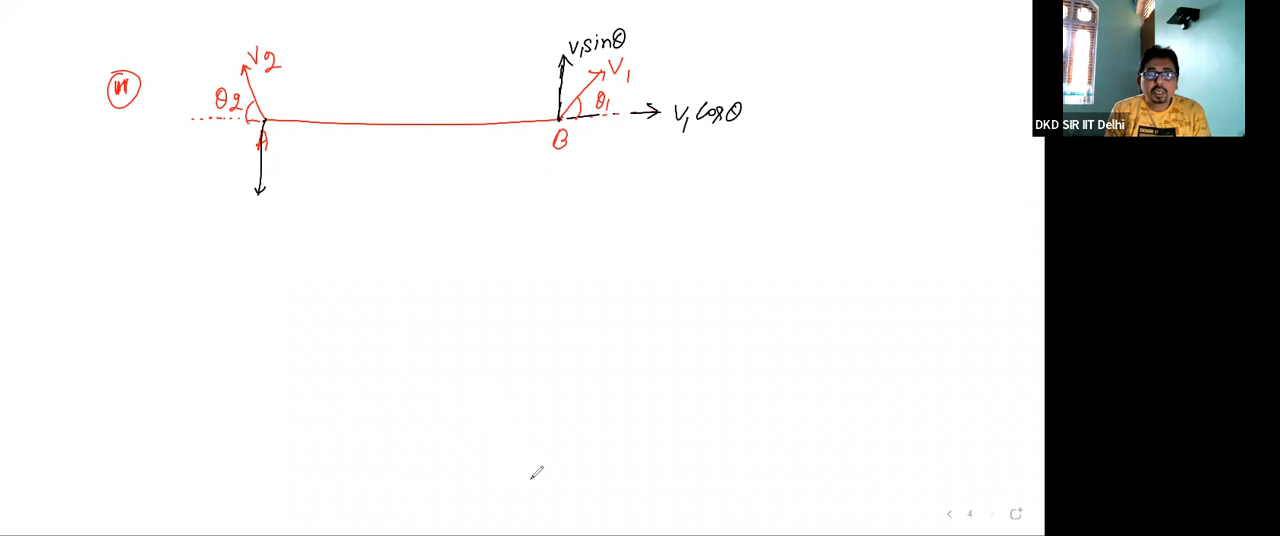 (III)
V2
θ2
A
V1 sinθ
V1
θ1
V1 cosθ
B
DKD SIR IIT Delhi
4